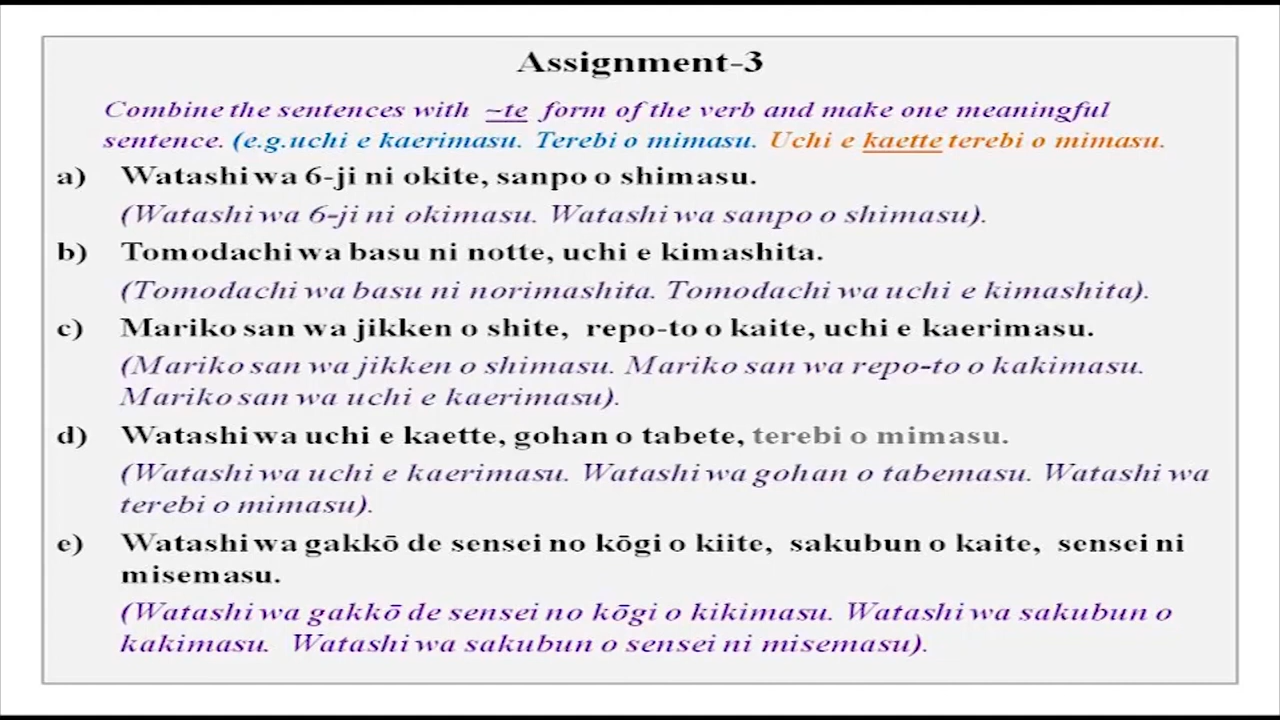 Assignment-3
Combine the sentences with ~te form of the verb and make one meaningful
sentence. (e.g.uchi e kaerimasu. Terebi o mimasu. Uchi e kaette terebi o mimasu.
a) Watashi wa 6-ji ni okite, sanpo o shimasu.
(Watashi wa 6-ji ni okimasu. Watashi wa sanpo o shimasu).
b) Tomodachi wa basu ni notte, uchi e kimashita.
(Tomodachi wa basu ni norimashita. Tomodachi wa uchi e kimashita).
c) Mariko san wa jikken o shite, repo-to o kaite, uchi e kaerimasu.
(Mariko san wa jikken o shimasu. Mariko san wa repo-to o kakimasu.
Mariko san wa uchi e kaerimasu).
d) Watashi wa uchi e kaette, gohan o tabete, terebi o mimasu.
(Watashi wa uchi e kaerimasu. Watashi wa gohan o tabemasu. Watashi wa
terebi o mimasu).
e) Watashi wa gakkō de sensei no kōgi o kiite, sakubun o kaite, sensei ni
misemasu.
(Watashi wa gakkō de sensei no kōgi o kikimasu. Watashi wa sakubun o
kakimasu. Watashi wa sakubun o sensei ni misemasu).